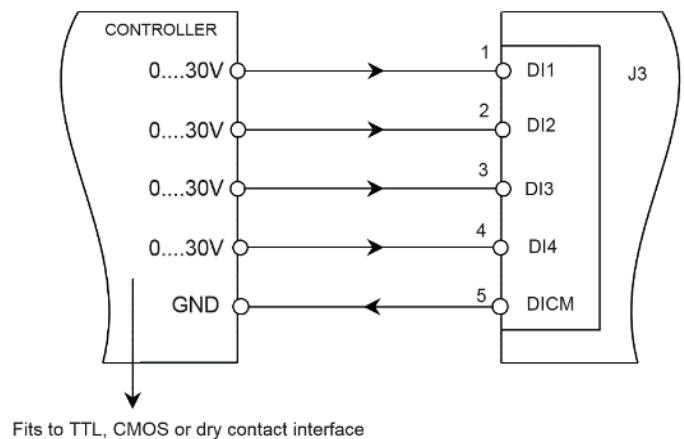 CONTROLLER
0....30V 1 DI1 J3
0....30V 2 DI2
0....30V 3 DI3
0....30V 4 DI4
GND 5 DICM
Fits to TTL, CMOS or dry contact interface